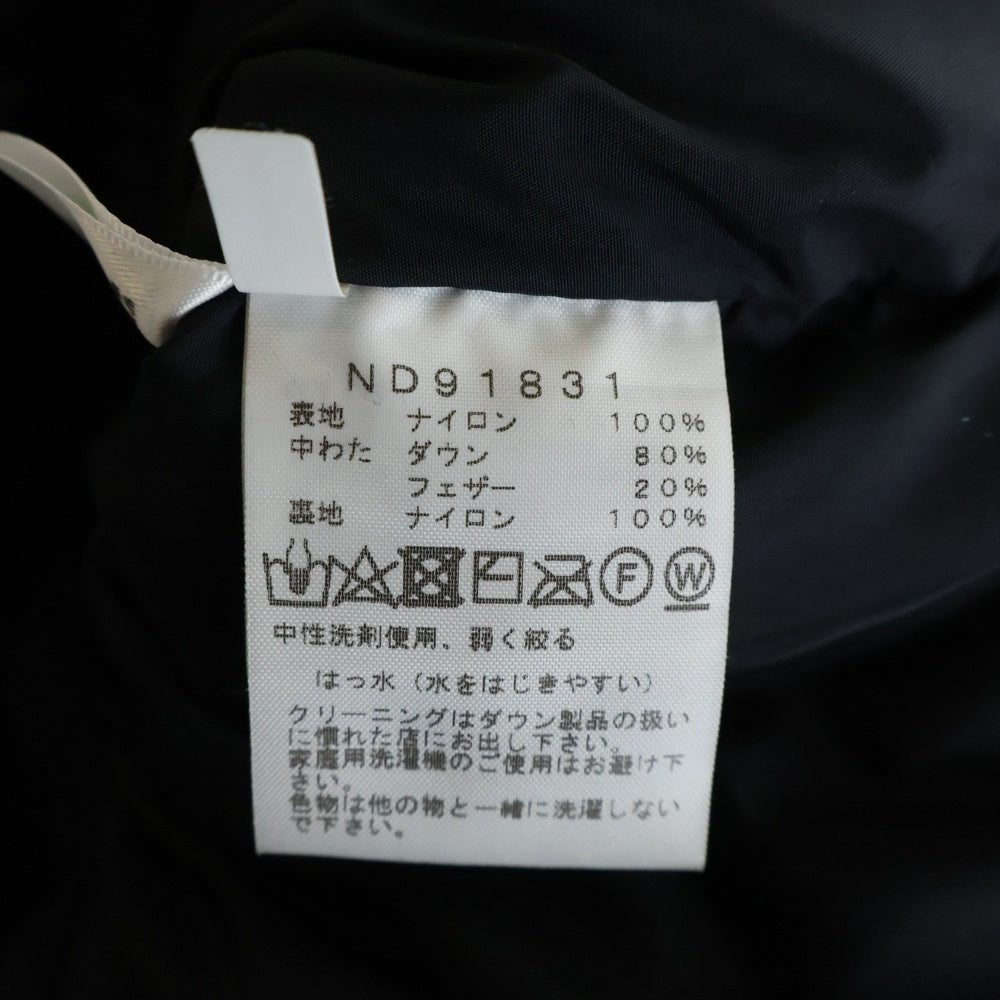 ND91831
表地 ナイロン 100%
中わた ダウン 80%
フェザー 20%
裏地 ナイロン 100%
F W
中性洗剤使用、弱く絞る
はっ水（水をはじきやすい）
クリーニングはダウン製品の扱い
に慣れた店にお出し下さい。
家庭用洗濯機のご使用はお避け下
さい。
色物は他の物と一緒に洗濯しない
で下さい。